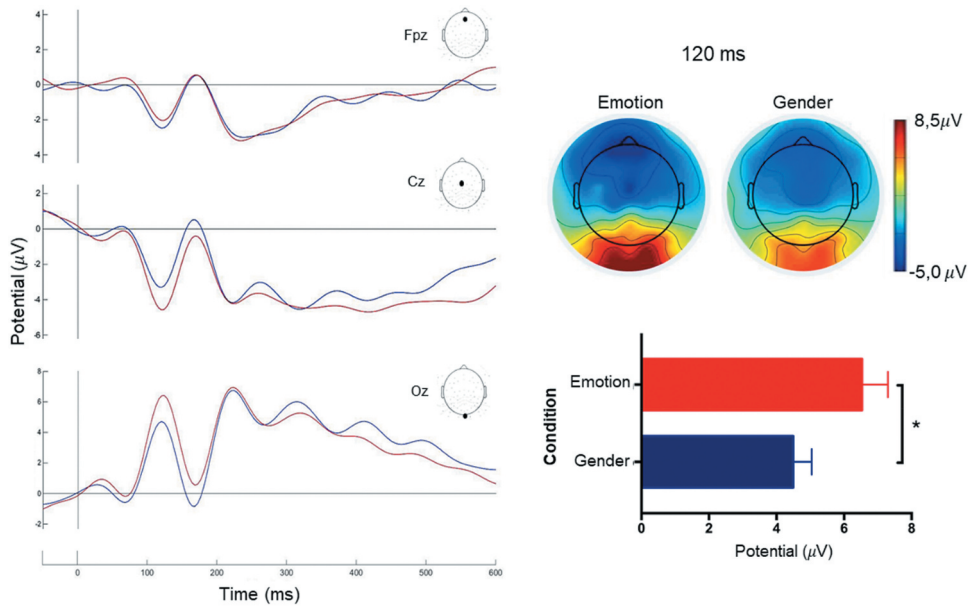 4
2
0
-2
4
Fpz
2
0
-2
-4
-6
Cz
8
6
4
2
0
-2
Oz
Potential (μV)
0
100
200
300
400
500
600
Time (ms)
120 ms
Emotion
Gender
8,5μV
-5,0 μV
Condition
Emotion
Gender
*
0
2
4
6
8
Potential (μV)